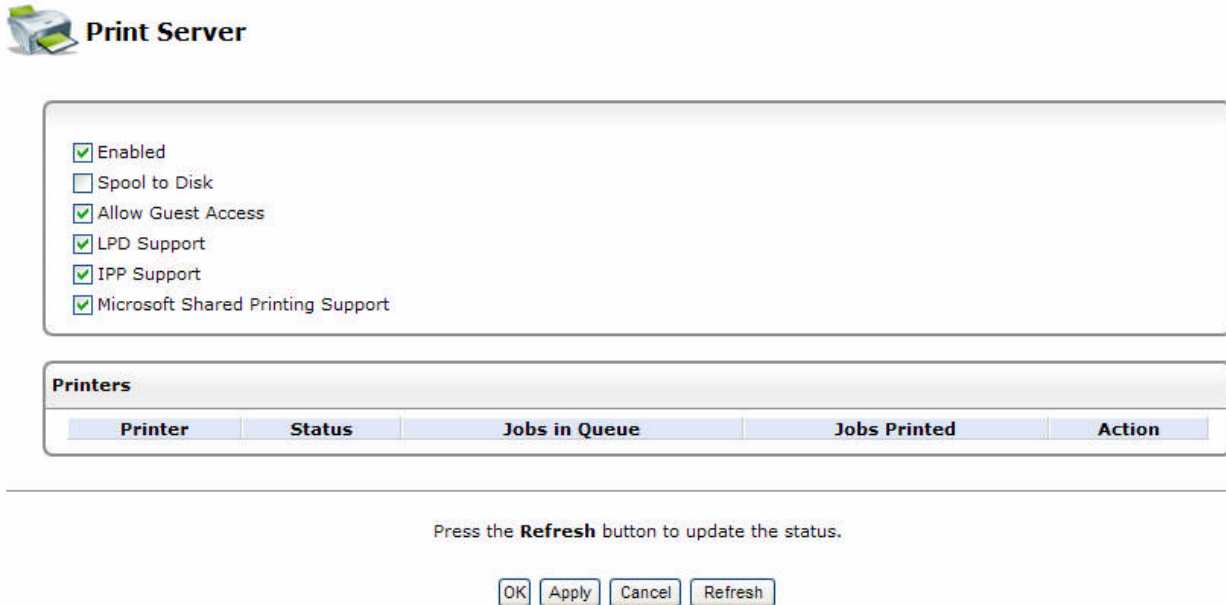 Print Server
Enabled
Spool to Disk
Allow Guest Access
LPD Support
IPP Support
Microsoft Shared Printing Support
Printers
Printer Status Jobs in Queue Jobs Printed Action
Press the Refresh button to update the status.
OK Apply Cancel Refresh